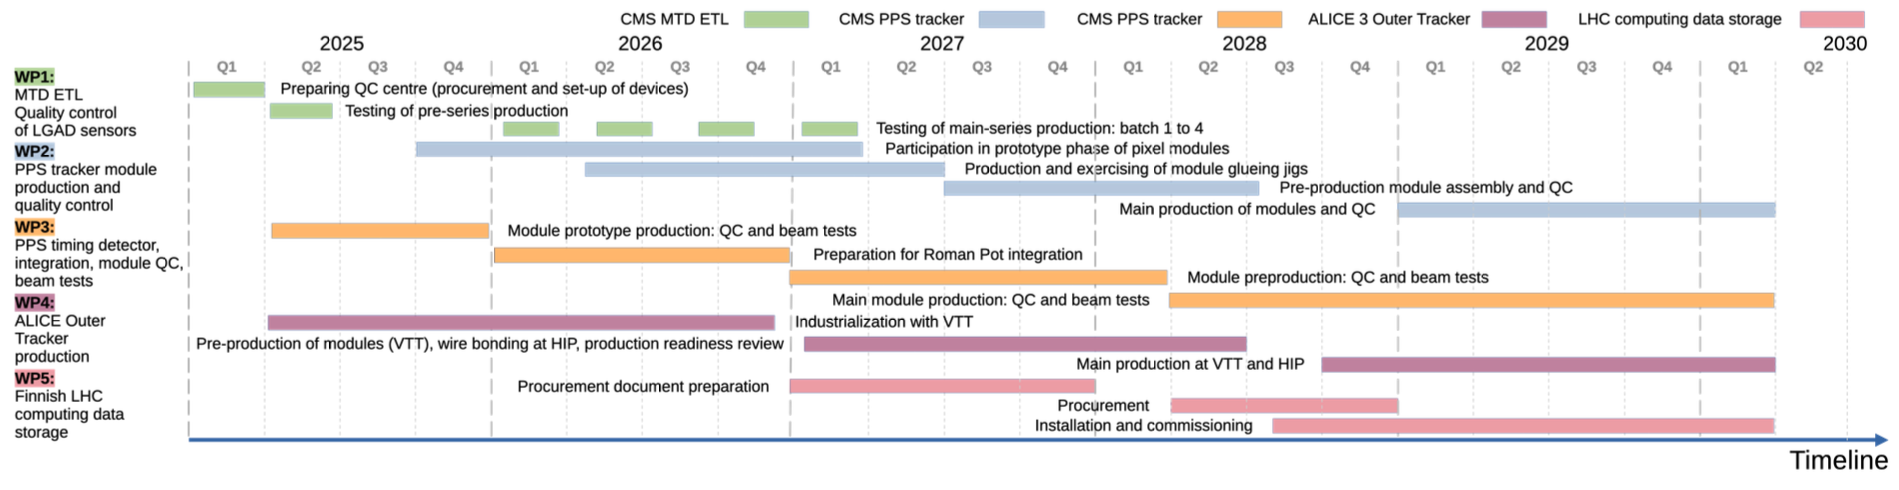 CMS MTD ETL CMS PPS tracker CMS PPS tracker ALICE 3 Outer Tracker LHC computing data storage
2025 2026 2027 2028 2029 2030
Q1 Q2 Q3 Q4 Q1 Q2 Q3 Q4 Q1 Q2 Q3 Q4 Q1 Q2 Q3 Q4 Q1 Q2 Q3 Q4 Q1 Q2
WP1:
MTD ETL
Quality control
of LGAD sensors
Preparing QC centre (procurement and set-up of devices)
Testing of pre-series production
Testing of main-series production: batch 1 to 4
WP2:
PPS tracker module
production and
quality control
Participation in prototype phase of pixel modules
Production and exercising of module glueing jigs
Pre-production module assembly and QC
Main production of modules and QC
WP3:
PPS timing detector,
integration, module QC,
beam tests
Module prototype production: QC and beam tests
Preparation for Roman Pot integration
Module preproduction: QC and beam tests
Main module production: QC and beam tests
WP4:
ALICE Outer
Tracker
production
Industrialization with VTT
Pre-production of modules (VTT), wire bonding at HIP, production readiness review
Main production at VTT and HIP
WP5:
Finnish LHC
computing data
storage
Procurement document preparation
Procurement
Installation and commissioning
Timeline